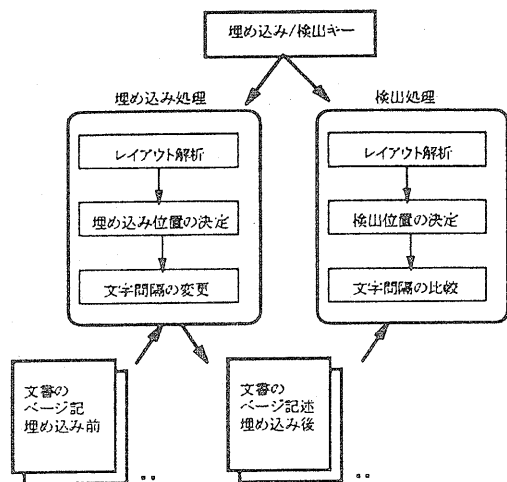 埋め込み/検出キー
埋め込み処理
検出処理
レイアウト解析
埋め込み位置の決定
文字間隔の変更
レイアウト解析
検出位置の決定
文字間隔の比較
文書の
ページ記
埋め込み前
文書の
ページ記述
埋め込み後